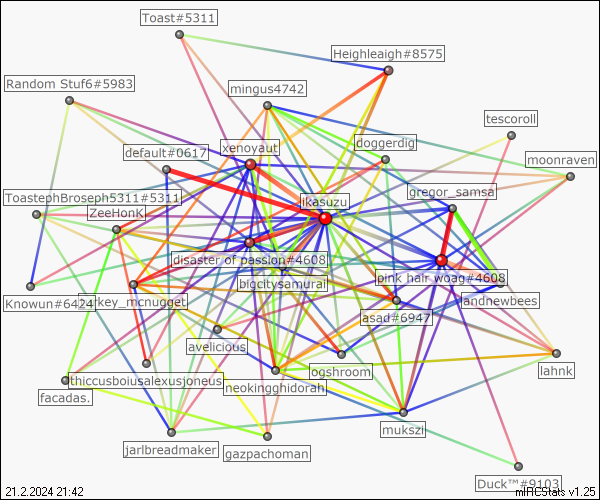 Toast#5311
Heighleaigh#8575
Random Stuf6#5983
mingus4742
tescoroll
xenoyaut
doggerdig
default#0617
moonraven
gregor_samsa
ToastephBroseph5311#5311
ikasuzu
ZeeHonK
disaster of passion#4608
pink hair woag#4608
bigcitysamurai
Knowun#6424
key_mcnugget
andnewbees
asad#6947
avelicious
ogshroom
lahnk
thiccusboiusalexusjoneus
neokingghidorah
facadas.
mukszi
jarlbreadmaker
gazpachoman
Duck™#9103
21.2.2024 21:42
mIRCStats v1.25